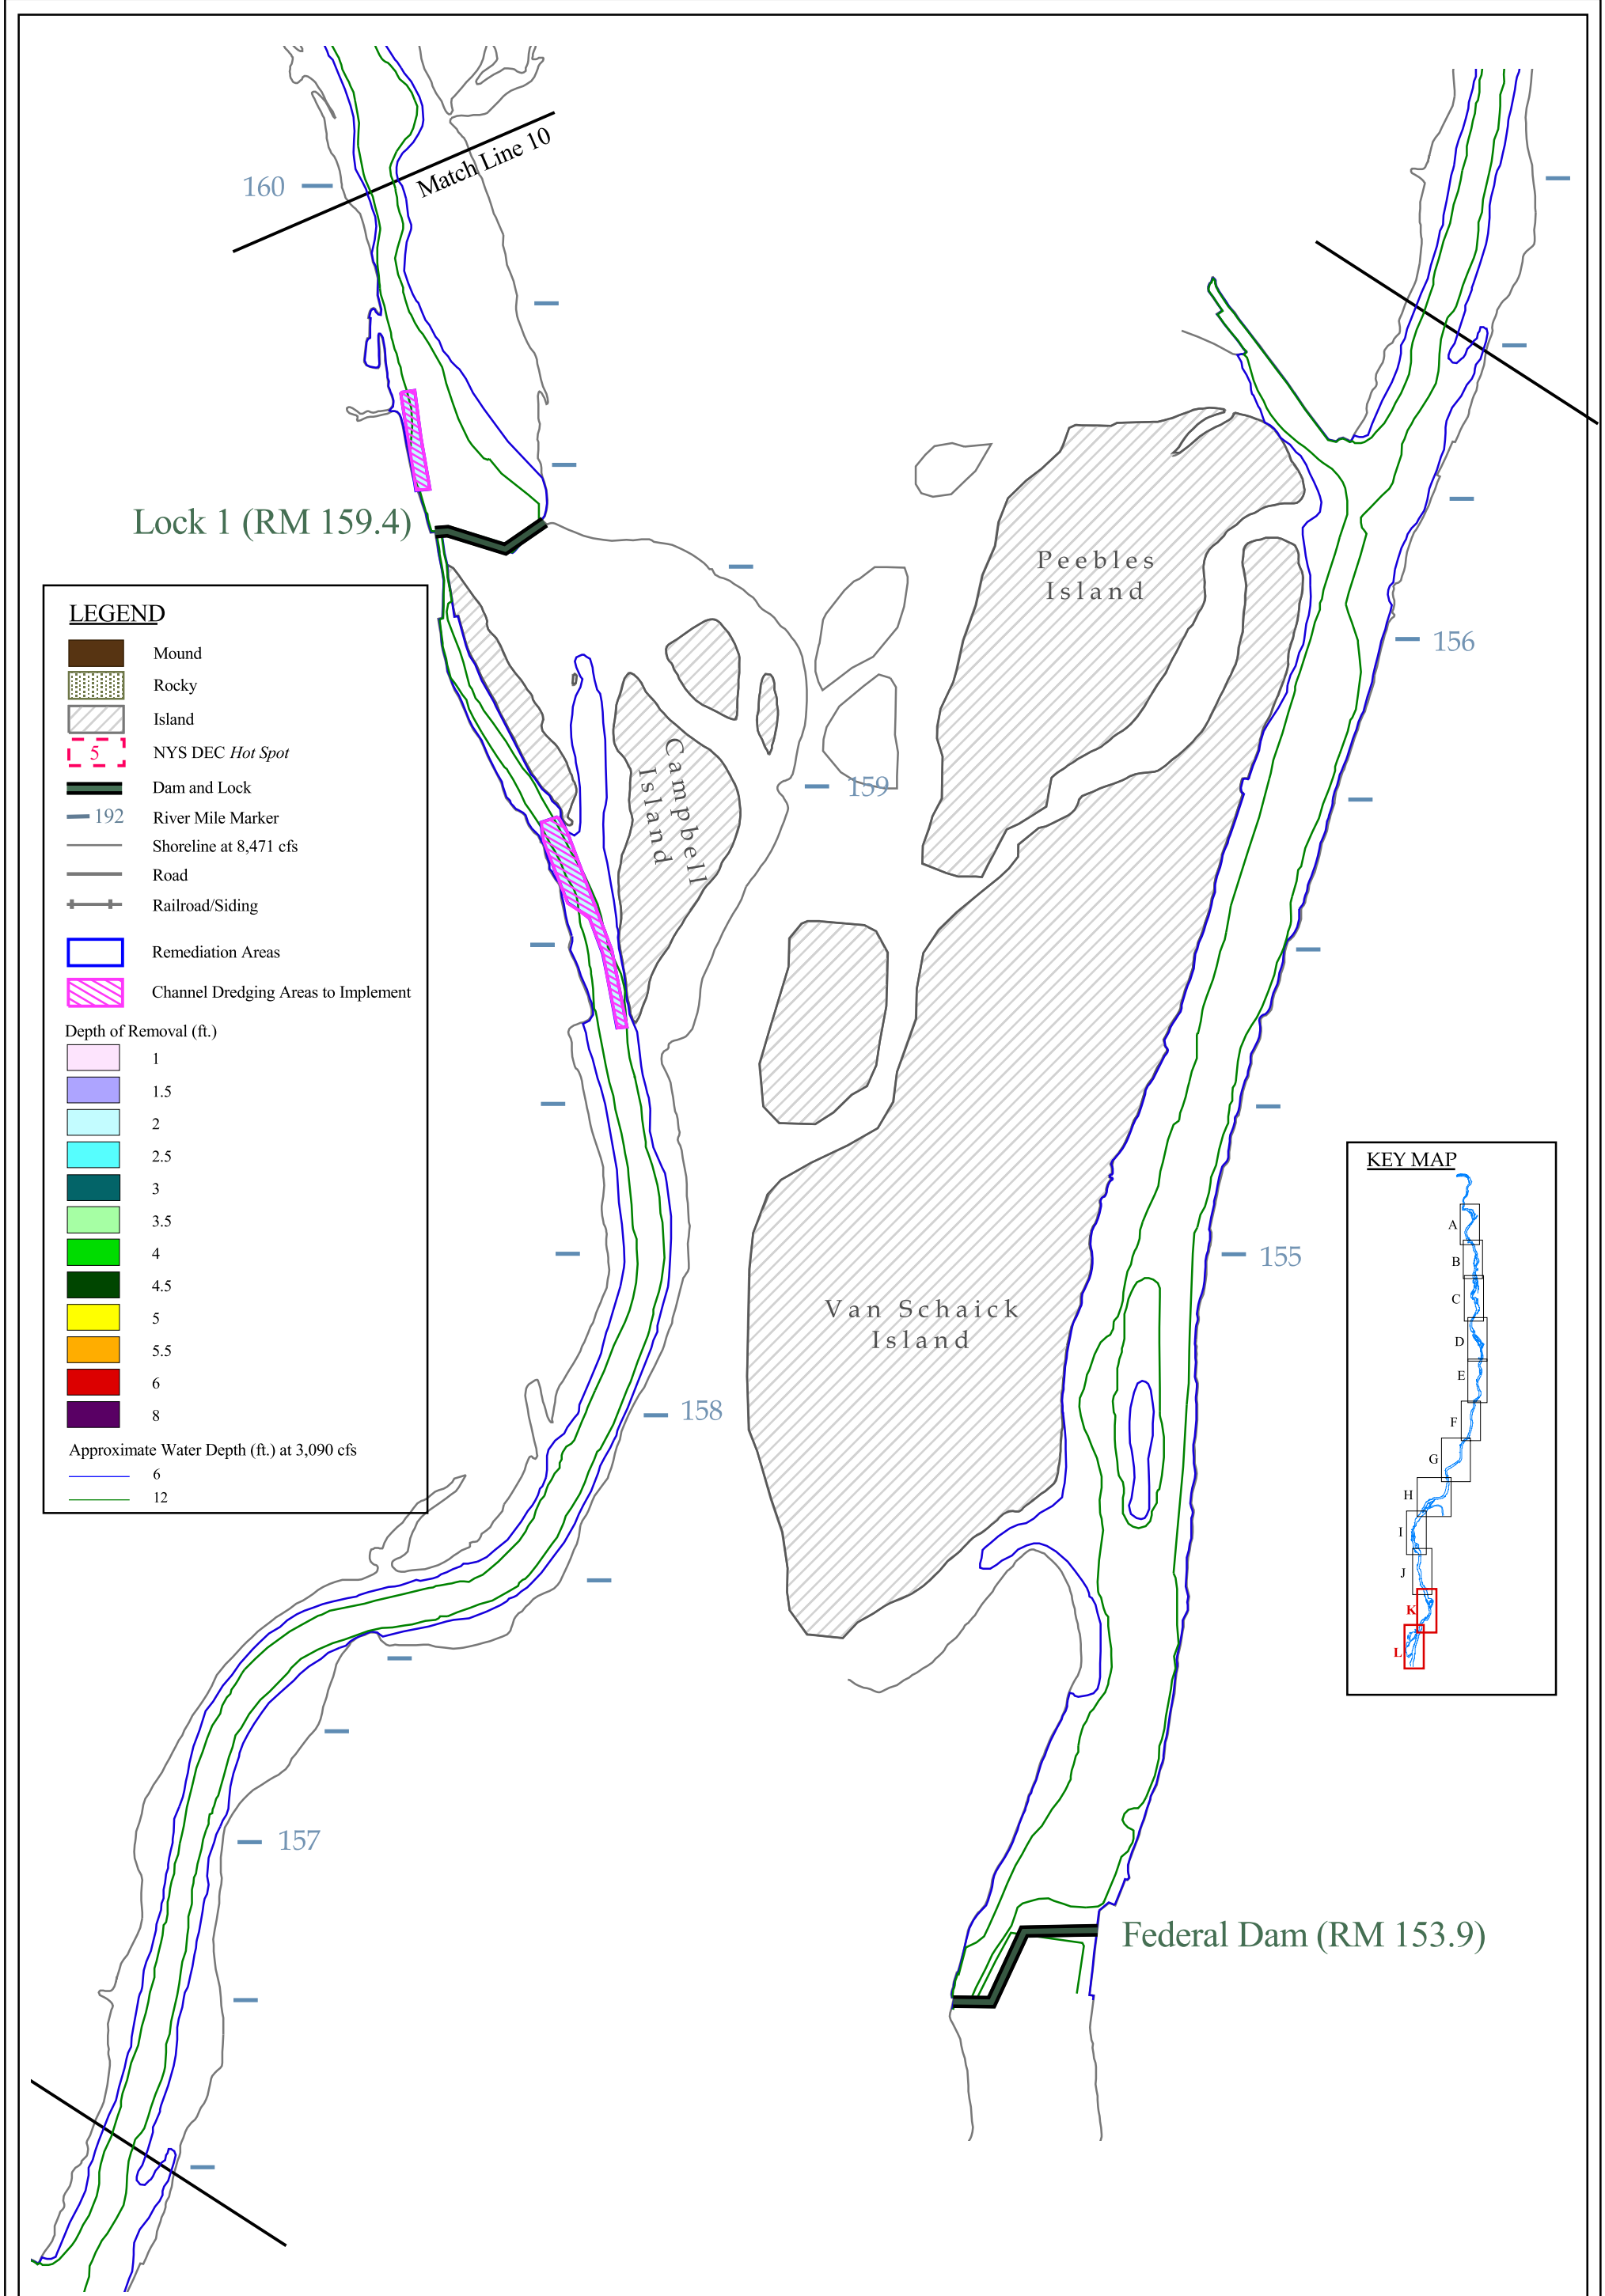 Match Line 10
160
Lock 1 (RM 159.4)
Peebles
Island
156
159
Campbell
Island
LEGEND
Mound
Rocky
Island
5 NYS DEC Hot Spot
Dam and Lock
192 River Mile Marker
Shoreline at 8,471 cfs
Road
Railroad/Siding
Remediation Areas
Channel Dredging Areas to Implement
Depth of Removal (ft.)
1
1.5
2
2.5
3
3.5
4
4.5
5
5.5
6
8
Approximate Water Depth (ft.) at 3,090 cfs
6
12
155
Van Schaick
Island
158
157
Federal Dam (RM 153.9)
KEY MAP
A
B
C
D
E
F
G
H
I
J
K
L